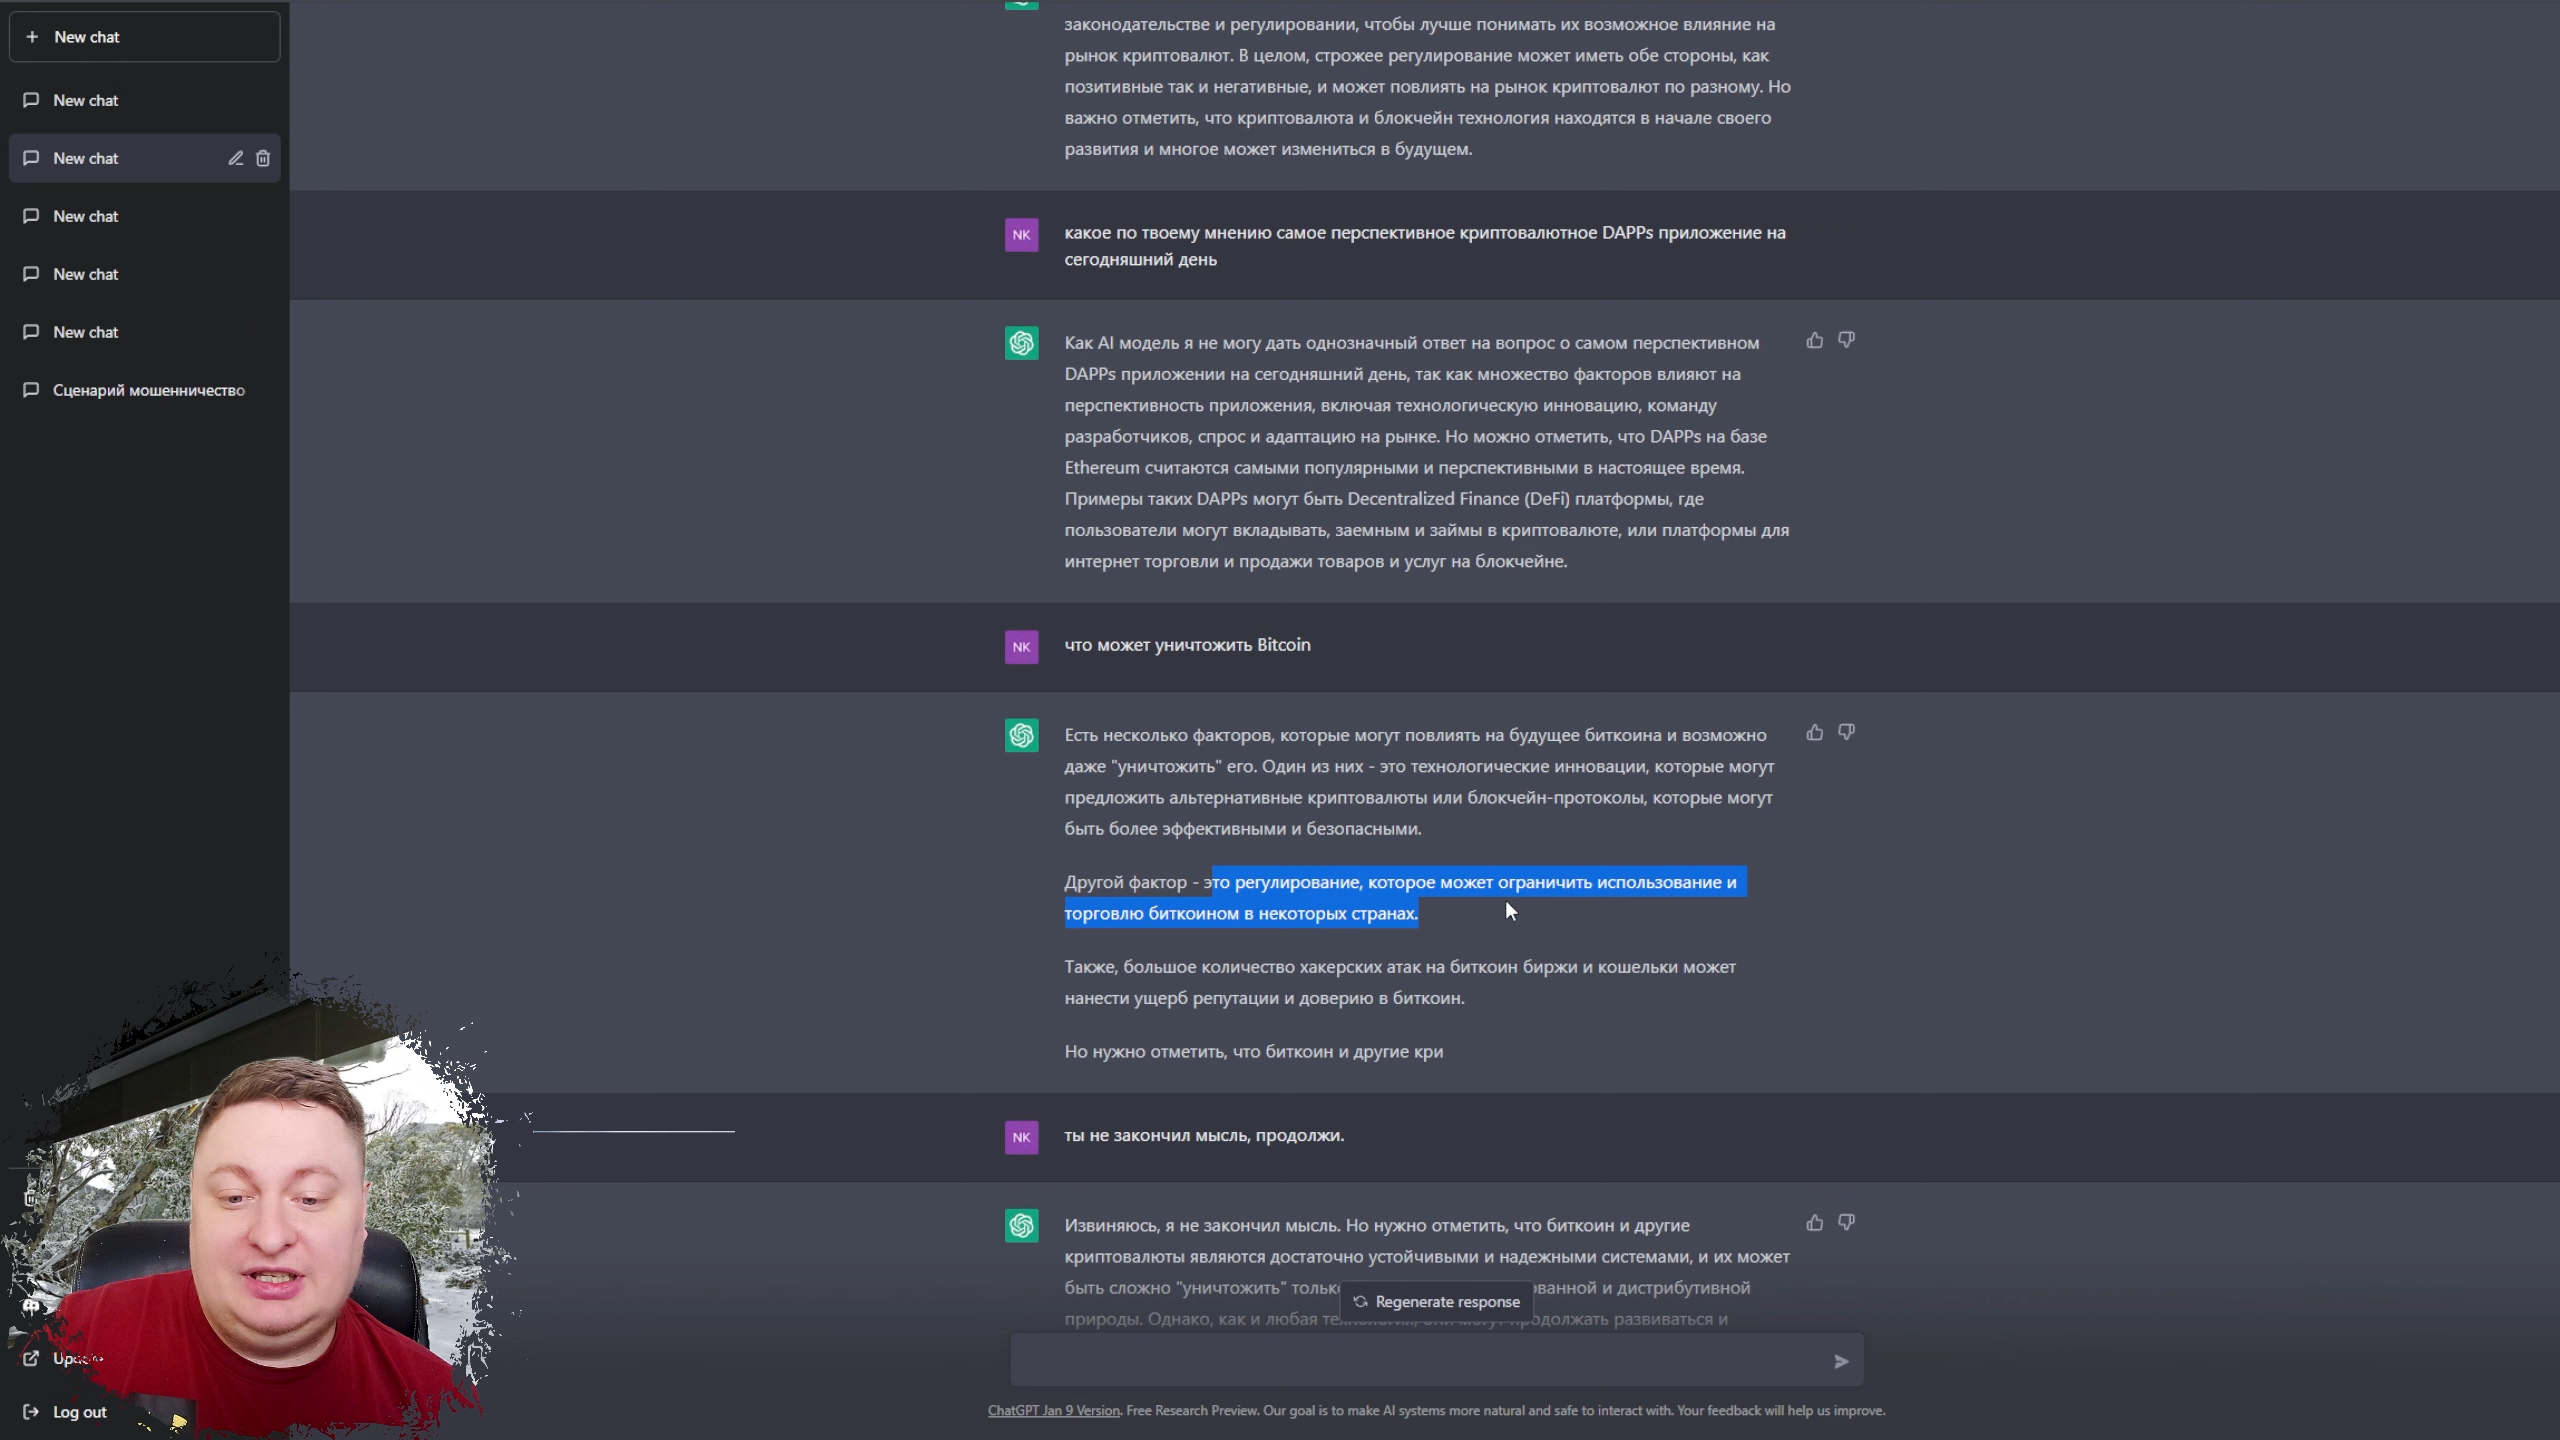 New chat
New chat
New chat
New chat
New chat
New chat
Сценарий мошенничество
Log out
законодательстве и регулировании, чтобы лучше понимать их возможное влияние на
рынок криптовалют. В целом, строжее регулирование может иметь обе стороны, как
позитивные так и негативные, и может повлиять на рынок криптовалют по разному. Но
важно отметить, что криптовалюта и блокчейн технология находятся в начале своего
развития и многое может измениться в будущем.
NK
какое по твоему мнению самое перспективное криптовалютное DAPPs приложение на
сегодняшний день
Как AI модель я не могу дать однозначный ответ на вопрос о самом перспективном
DAPPs приложении на сегодняшний день, так как множество факторов влияют на
перспективность приложения, включая технологическую инновацию, команду
разработчиков, спрос и адаптацию на рынке. Но можно отметить, что DAPPs на базе
Ethereum считаются самыми популярными и перспективными в настоящее время.
Примеры таких DAPPs могут быть Decentralized Finance (DeFi) платформы, где
пользователи могут вкладывать, заемным и займы в криптовалюте, или платформы для
интернет торговли и продажи товаров и услуг на блокчейне.
NK
что может уничтожить Bitcoin
Есть несколько факторов, которые могут повлиять на будущее биткоина и возможно
даже "уничтожить" его. Один из них - это технологические инновации, которые могут
предложить альтернативные криптовалюты или блокчейн-протоколы, которые могут
быть более эффективными и безопасными.
Другой фактор - это регулирование, которое может ограничить использование и
торговлю биткоином в некоторых странах.
Также, большое количество хакерских атак на биткоин биржи и кошельки может
нанести ущерб репутации и доверию в биткоин.
Но нужно отметить, что биткоин и другие кри
NK
ты не закончил мысль, продолжи.
Извиняюсь, я не закончил мысль. Но нужно отметить, что биткоин и другие
криптовалюты являются достаточно устойчивыми и надежными системами, и их может
быть сложно "уничтожить" и дистрибутивной
природы. Однако, как и любая продолжать развиваться и
Regenerate response
ChatGPT Jan 9 Version. Free Research Preview. Our goal is to make AI systems more natural and safe to interact with. Your feedback will help us improve.